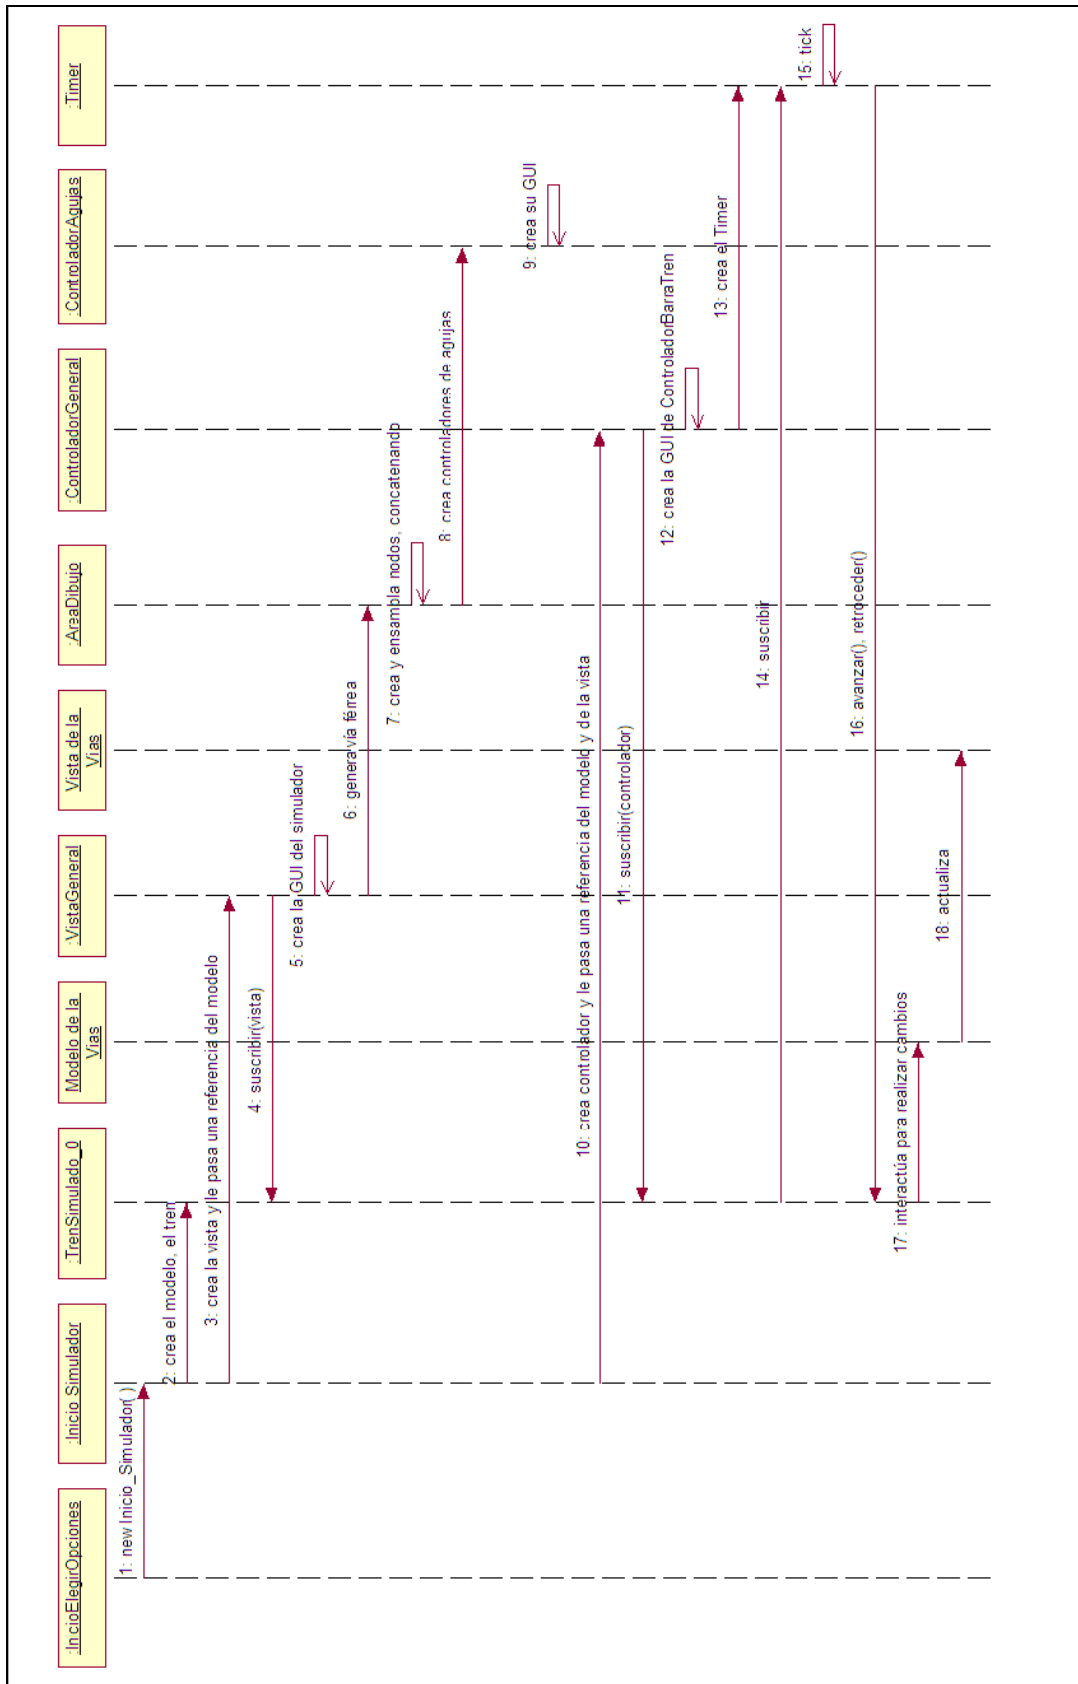 :InicioElegirOpciones
:Inicio Simulador
:TrenSimulado_0
Modelo de la
Vias
:VistaGeneral
Vista de la
Vias
:AreaDibujo
:ControladorGeneral
:ControladorAgujas
:Timer
1: new Inicio_Simulador( )
2: crea el modelo, el tren
3: crea la vista y le pasa una referencia del modelo
4: suscribir(vista)
5: crea la GUI del simulador
6: genera vía férrea
7: crea y ensambla nodos, concatenando
8: crea controladores de agujas
9: crea su GUI
10: crea controlador y le pasa una referencia del modelo y de la vista
11: suscribir(controlador)
12: crea la GUI de ControladorBarraTren
13: crea el Timer
14: suscribir
15: tick
16: avanzar(), retroceder()
17: interactúa para realizar cambios
18: actualiza